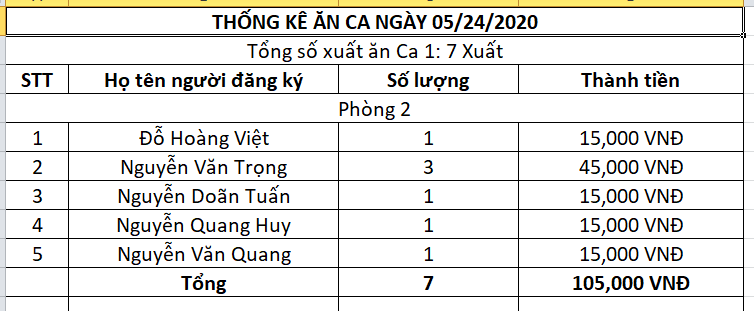 THỐNG KÊ ĂN CA NGÀY 05/24/2020
Tổng số xuất ăn Ca 1: 7 Xuất
STT Họ tên người đăng ký Số lượng Thành tiền
Phòng 2
1 Đỗ Hoàng Việt 1 15,000 VNĐ
2 Nguyễn Văn Trọng 3 45,000 VNĐ
3 Nguyễn Doãn Tuấn 1 15,000 VNĐ
4 Nguyễn Quang Huy 1 15,000 VNĐ
5 Nguyễn Văn Quang 1 15,000 VNĐ
Tổng 7 105,000 VNĐ